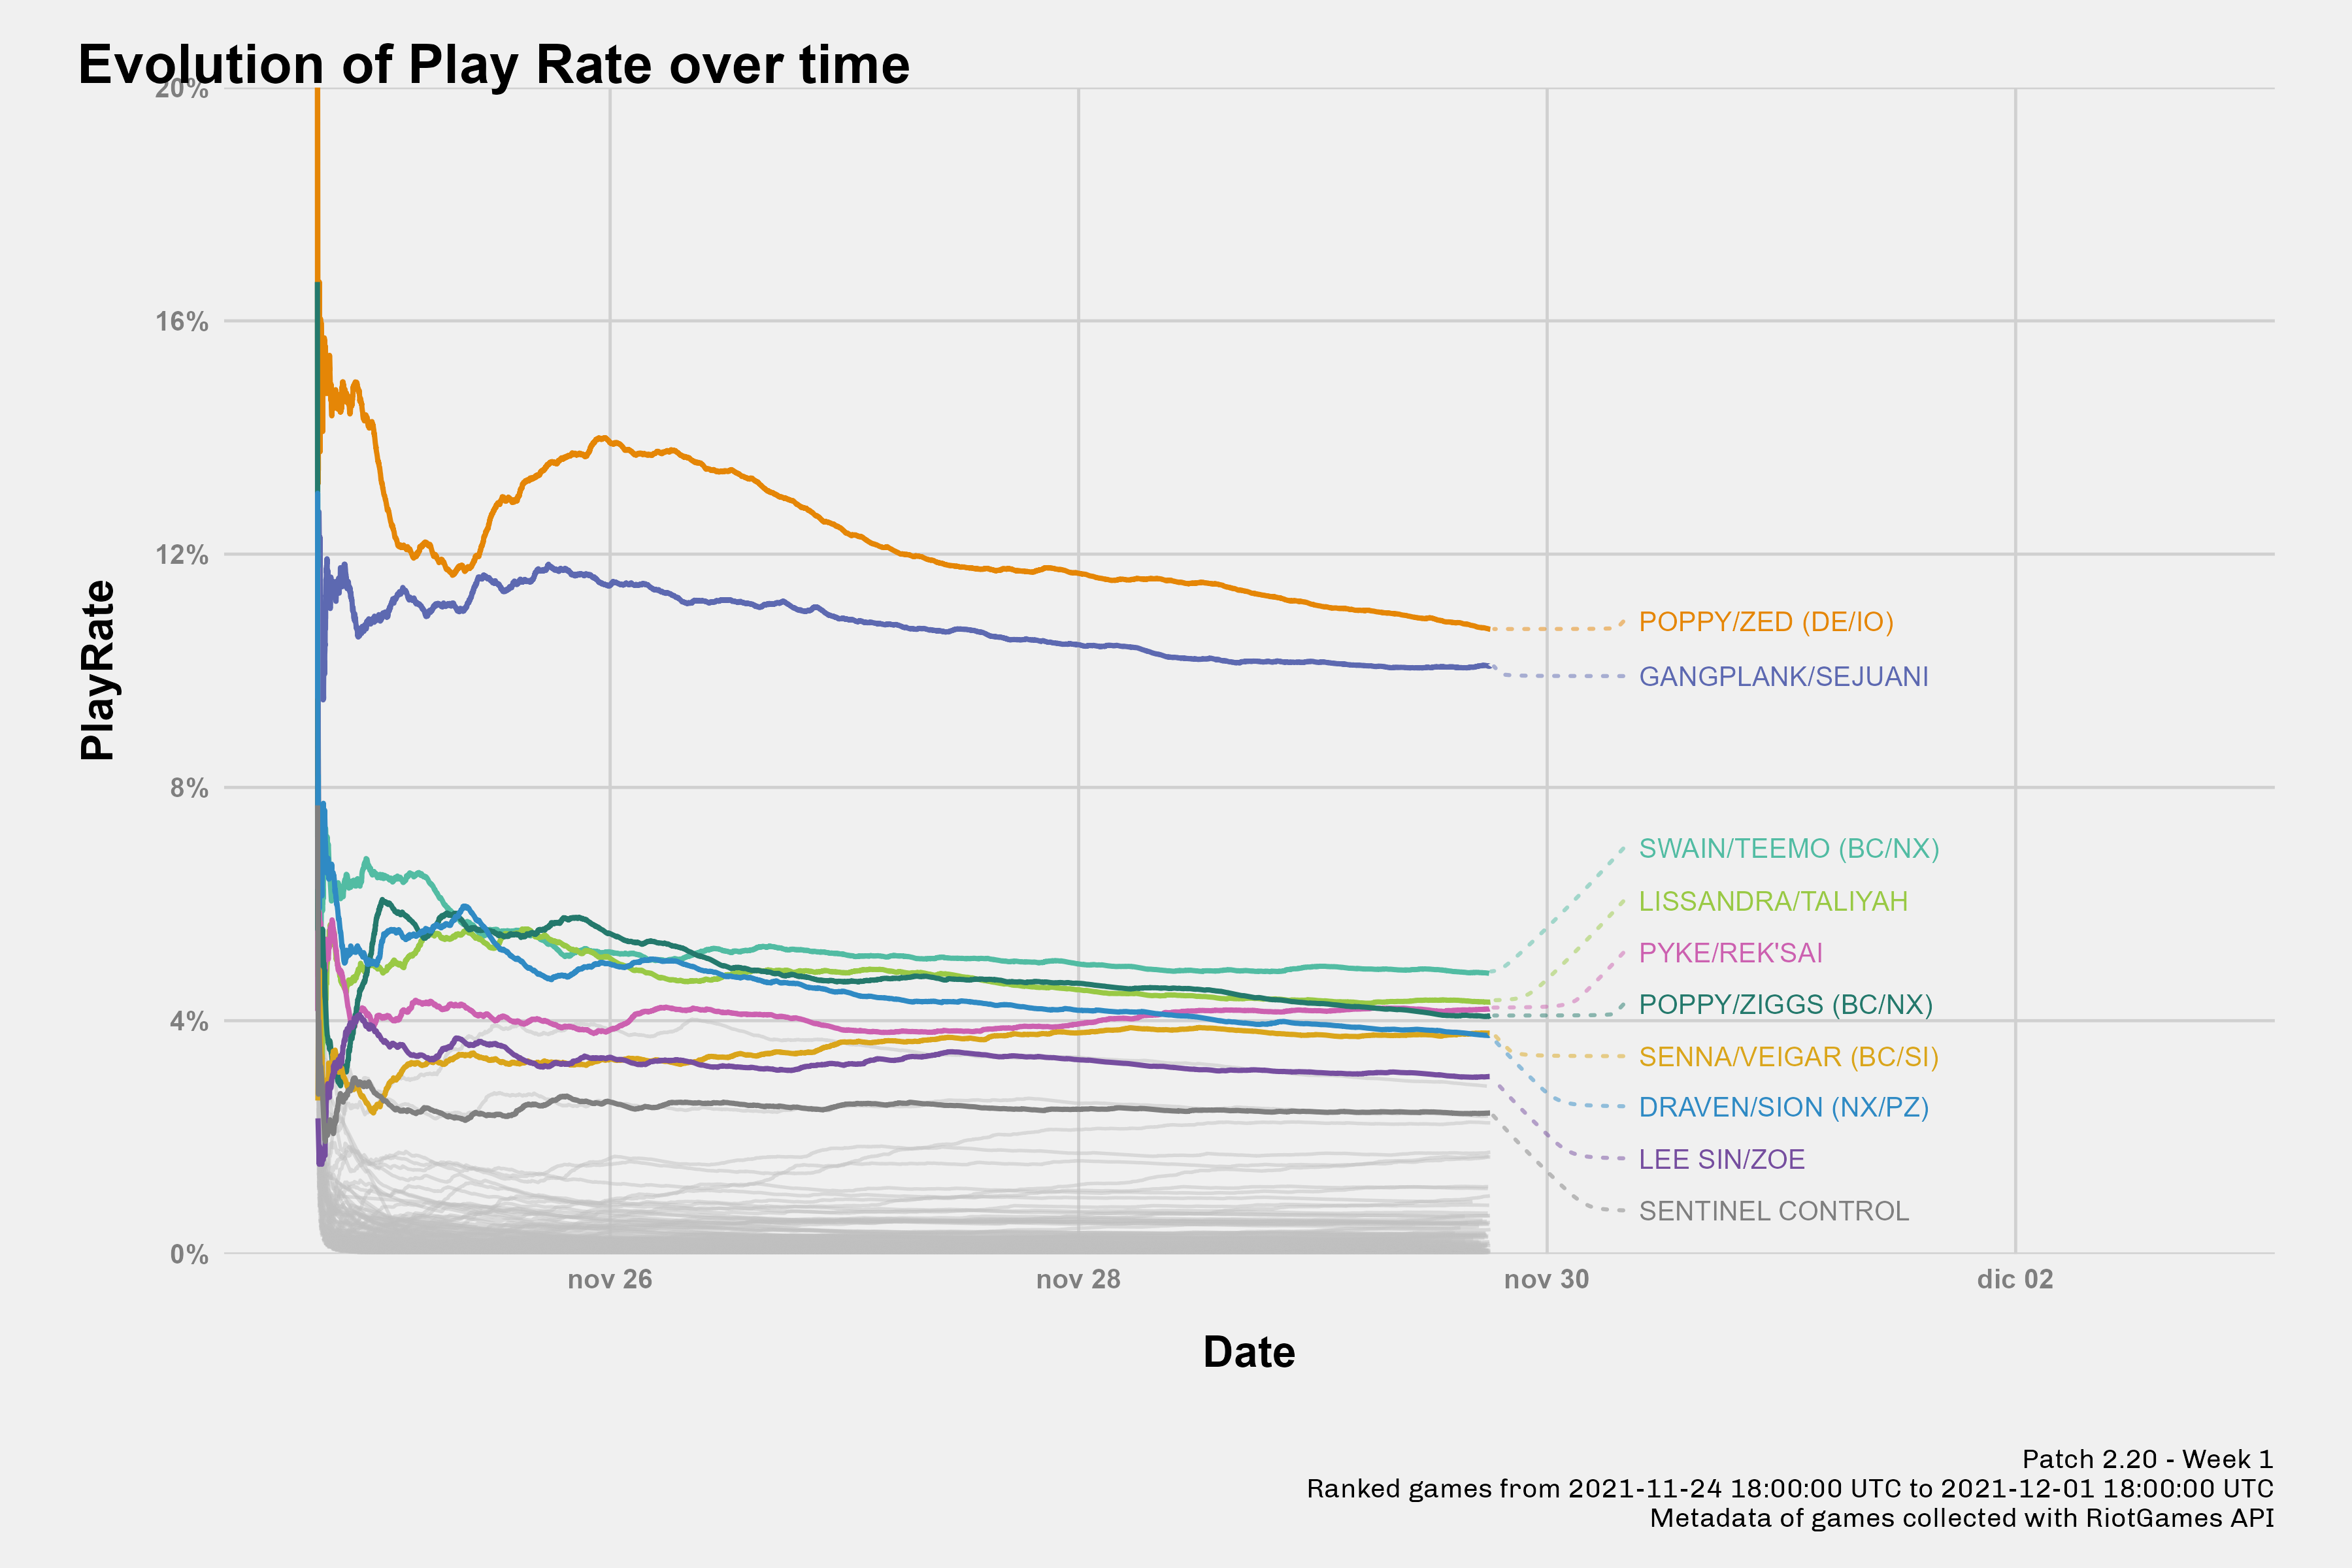 Evolution of Play Rate over time
PlayRate
20%
16%
12%
8%
4%
0%
POPPY/ZED (DE/IO)
GANGPLANK/SEJUANI
SWAIN/TEEMO (BC/NX)
LISSANDRA/TALIYAH
PYKE/REK'SAI
POPPY/ZIGGS (BC/NX)
SENNA/VEIGAR (BC/SI)
DRAVEN/SION (NX/PZ)
LEE SIN/ZOE
SENTINEL CONTROL
nov 26
nov 28
nov 30
dic 02
Date
Patch 2.20 - Week 1
Ranked games from 2021-11-24 18:00:00 UTC to 2021-12-01 18:00:00 UTC
Metadata of games collected with RiotGames API